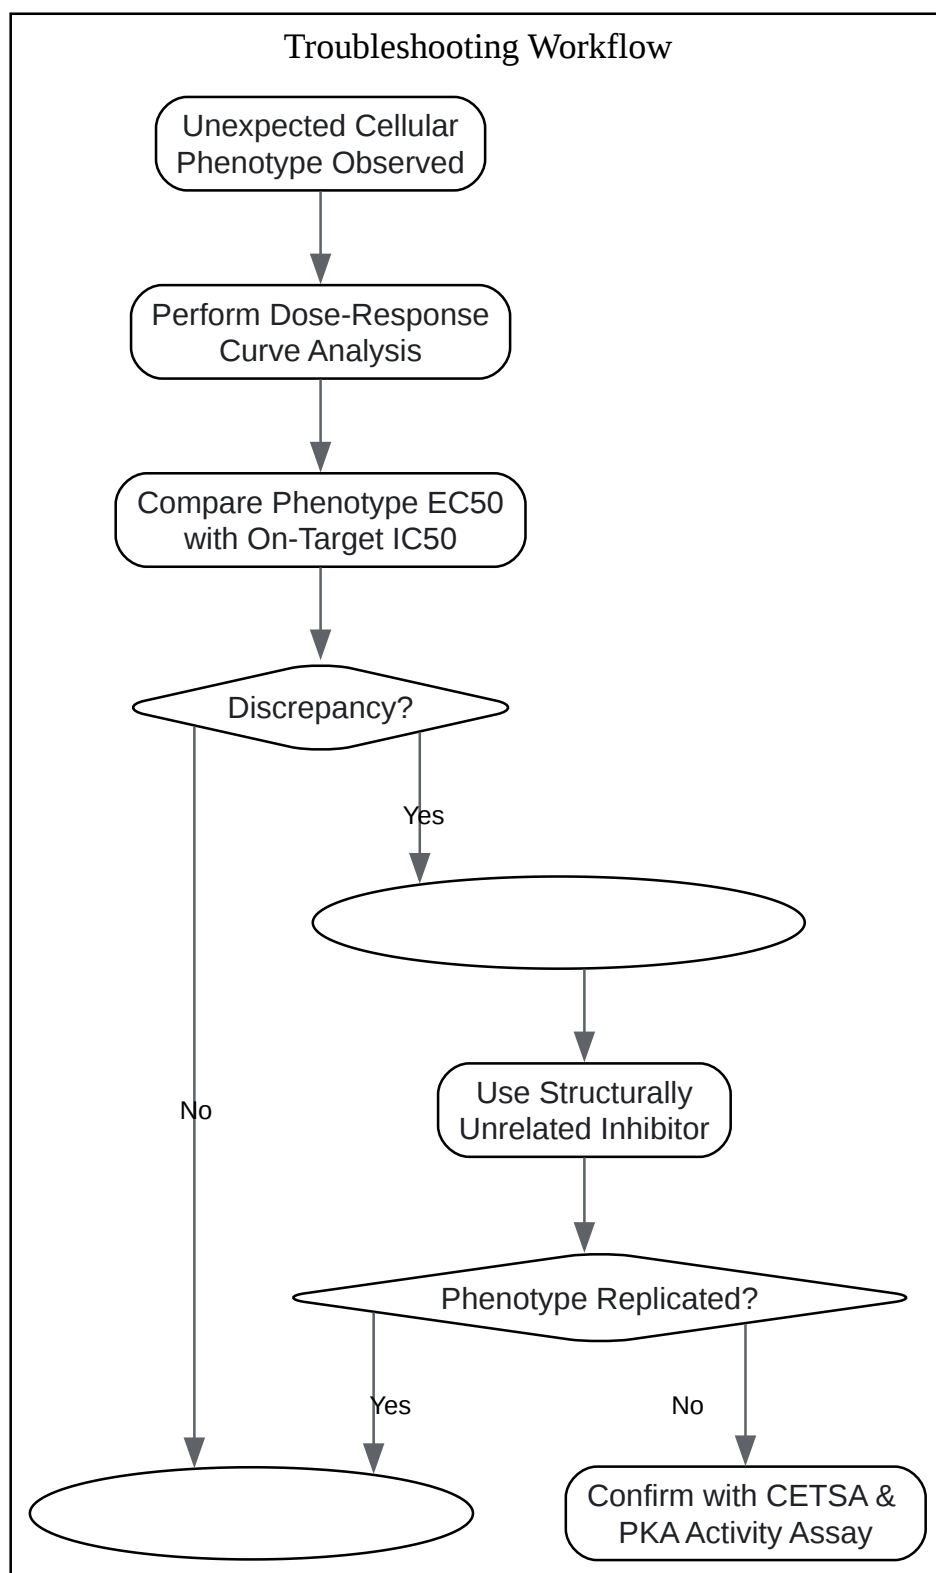 Troubleshooting Workflow
Unexpected Cellular
Phenotype Observed
Perform Dose-Response
Curve Analysis
Compare Phenotype EC50
with On-Target IC50
Discrepancy?
Yes
No
Use Structurally
Unrelated Inhibitor
Phenotype Replicated?
Yes
No
Confirm with CETSA &
PKA Activity Assay